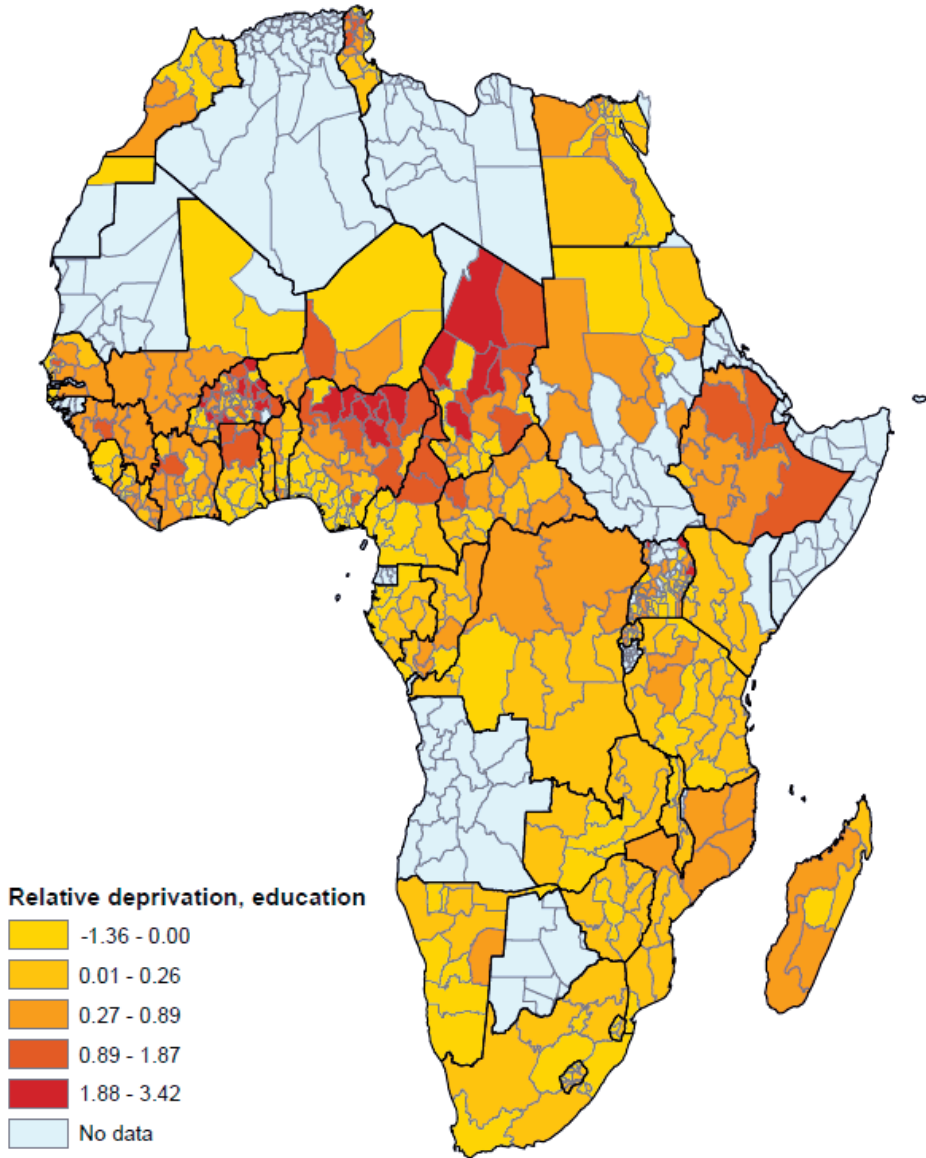 Relative deprivation, education
-1.36 - 0.00
0.01 - 0.26
0.27 - 0.89
0.89 - 1.87
1.88 - 3.42
No data